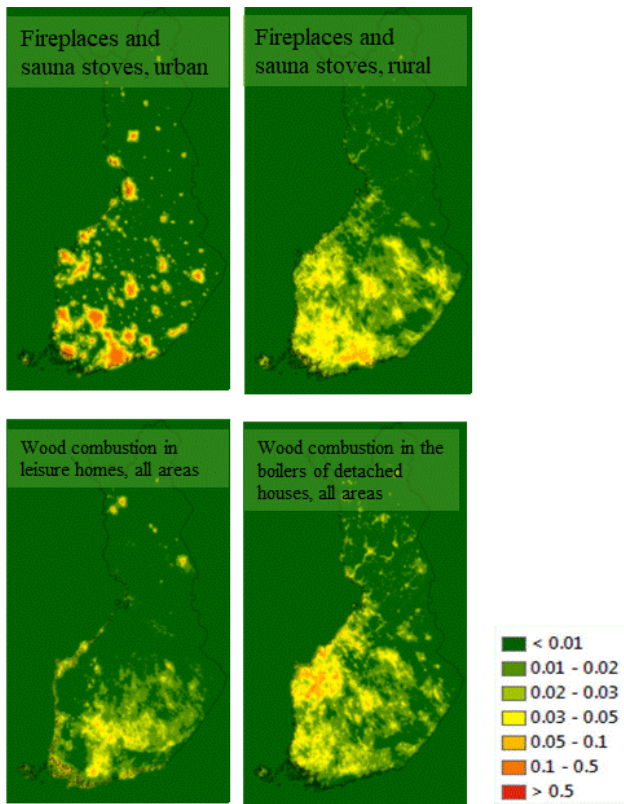 Fireplaces and
sauna stoves, urban
Fireplaces and
sauna stoves, rural
Wood combustion in
leisure homes, all areas
Wood combustion in the
boilers of detached
houses, all areas
< 0.01
0.01 - 0.02
0.02 - 0.03
0.03 - 0.05
0.05 - 0.1
0.1 - 0.5
> 0.5